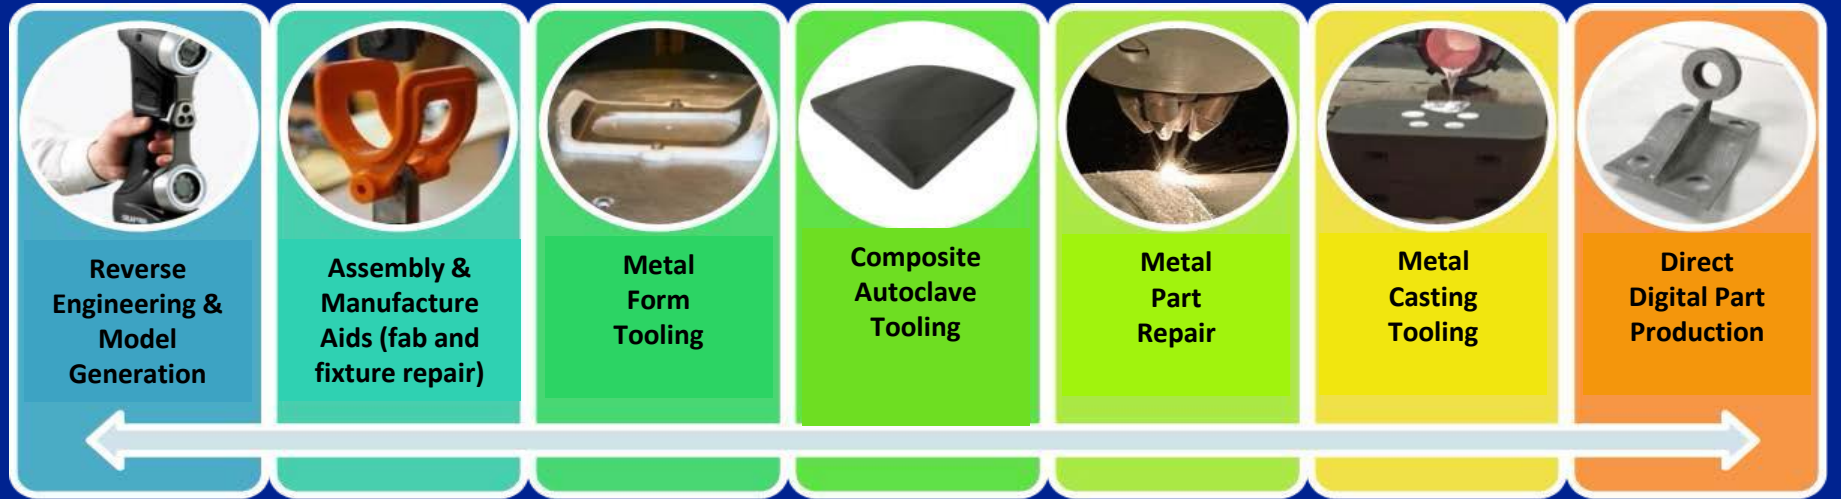 Reverse
Engineering &
Model
Generation
Assembly &
Manufacture
Aids (fab and
fixture repair)
Metal
Form
Tooling
Composite
Autoclave
Tooling
Metal
Part
Repair
Metal
Casting
Tooling
Direct
Digital Part
Production